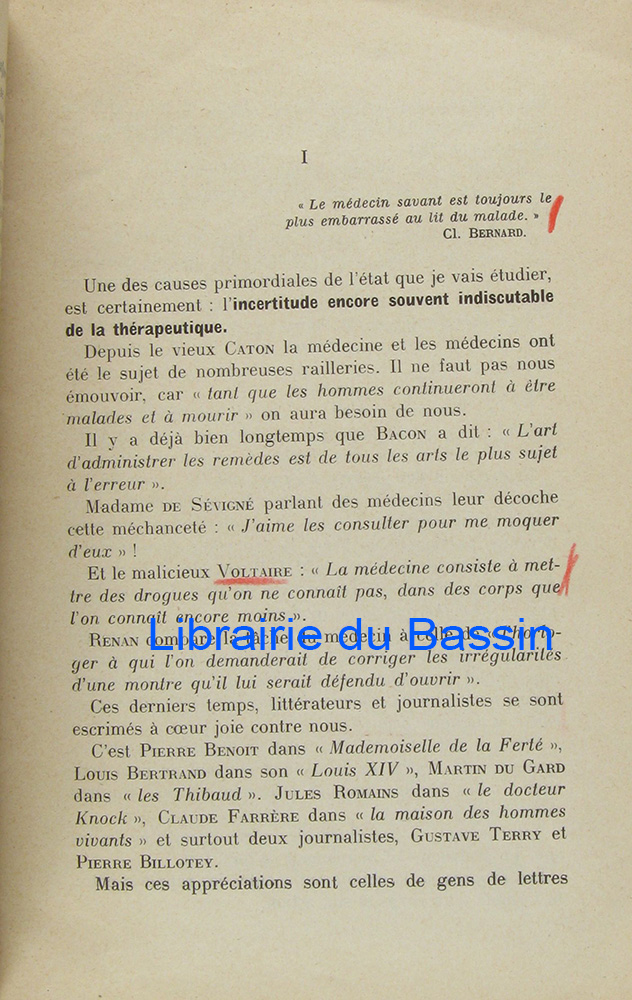 I
« Le médecin savant est toujours le
plus embarrassé au lit du malade. »
Cl. BERNARD.
Une des causes primordiales de l'état que je vais étudier,
est certainement : l'incertitude encore souvent indiscutable
de la thérapeutique.
Depuis le vieux CATON la médecine et les médecins ont
été le sujet de nombreuses railleries. Il ne faut pas nous
émouvoir, car « tant que les hommes continueront à être
malades et à mourir » on aura besoin de nous.
Il y a déjà bien longtemps que BACON a dit : « L'art
d'administrer les remèdes est de tous les arts le plus sujet
à l'erreur ».
Madame DE SÉVIGNÉ parlant des médecins leur décoche
cette méchanceté : « J'aime les consulter pour me moquer
d'eux » !
Et le malicieux VOLTAIRE : « La médecine consiste à met-
tre des drogues qu'on ne connaît pas, dans des corps que
l'on connaît encore moins ».
RENAN compare la tâche du médecin à celle de « l'horlo-
ger à qui l'on demanderait de corriger les irrégularités
d'une montre qu'il lui serait défendu d'ouvrir ».
Ces derniers temps, littérateurs et journalistes se sont
escrimés à cœur joie contre nous.
C'est PIERRE BENOIT dans « Mademoiselle de la Ferté »,
LOUIS BERTRAND dans son « Louis XIV », MARTIN DU GARD
dans « les Thibaud ». JULES ROMAINS dans « le docteur
Knock », CLAUDE FARRÈRE dans « la maison des hommes
vivants » et surtout deux journalistes, GUSTAVE TERRY et
PIERRE BILLOTEY.
Mais ces appréciations sont celles de gens de lettres
Librairie du Bassin